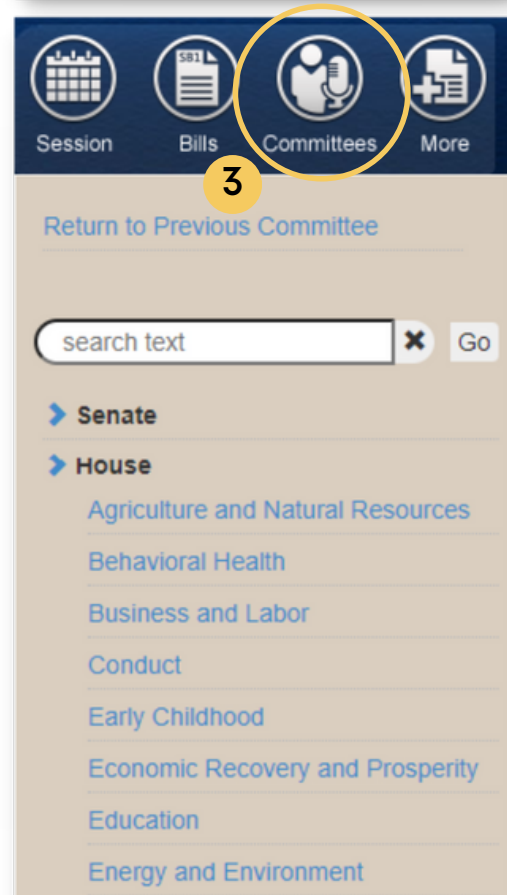 SB1
Session Bills Committees More
3
Return to Previous Committee
search text Go
Senate
House
Agriculture and Natural Resources
Behavioral Health
Business and Labor
Conduct
Early Childhood
Economic Recovery and Prosperity
Education
Energy and Environment